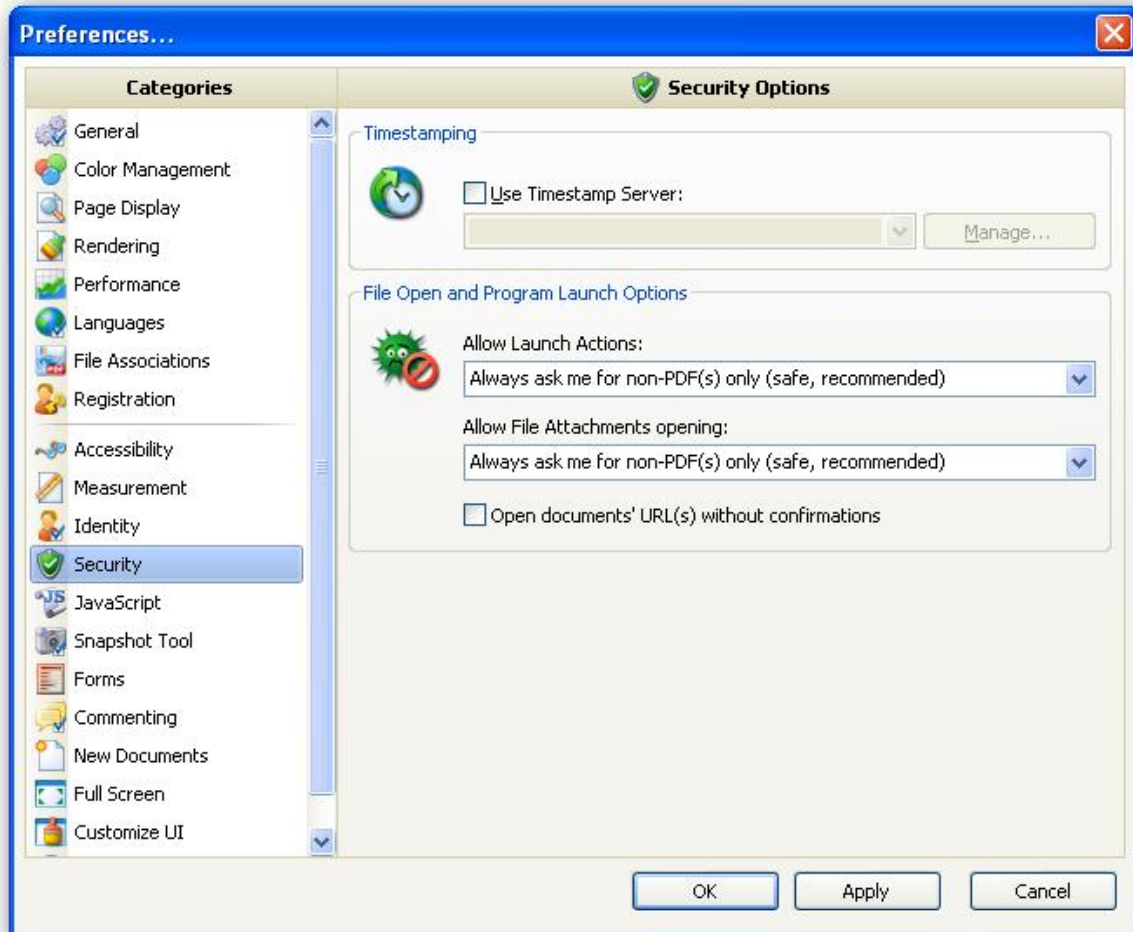 Preferences...
Categories
General
Color Management
Page Display
Rendering
Performance
Languages
File Associations
Registration
Accessibility
Measurement
Identity
Security
JavaScript
Snapshot Tool
Forms
Commenting
New Documents
Full Screen
Customize UI
Security Options
Timestamping
Use Timestamp Server:
Manage...
File Open and Program Launch Options
Allow Launch Actions:
Always ask me for non-PDF(s) only (safe, recommended)
Allow File Attachments opening:
Always ask me for non-PDF(s) only (safe, recommended)
Open documents' URL(s) without confirmations
OK Apply Cancel